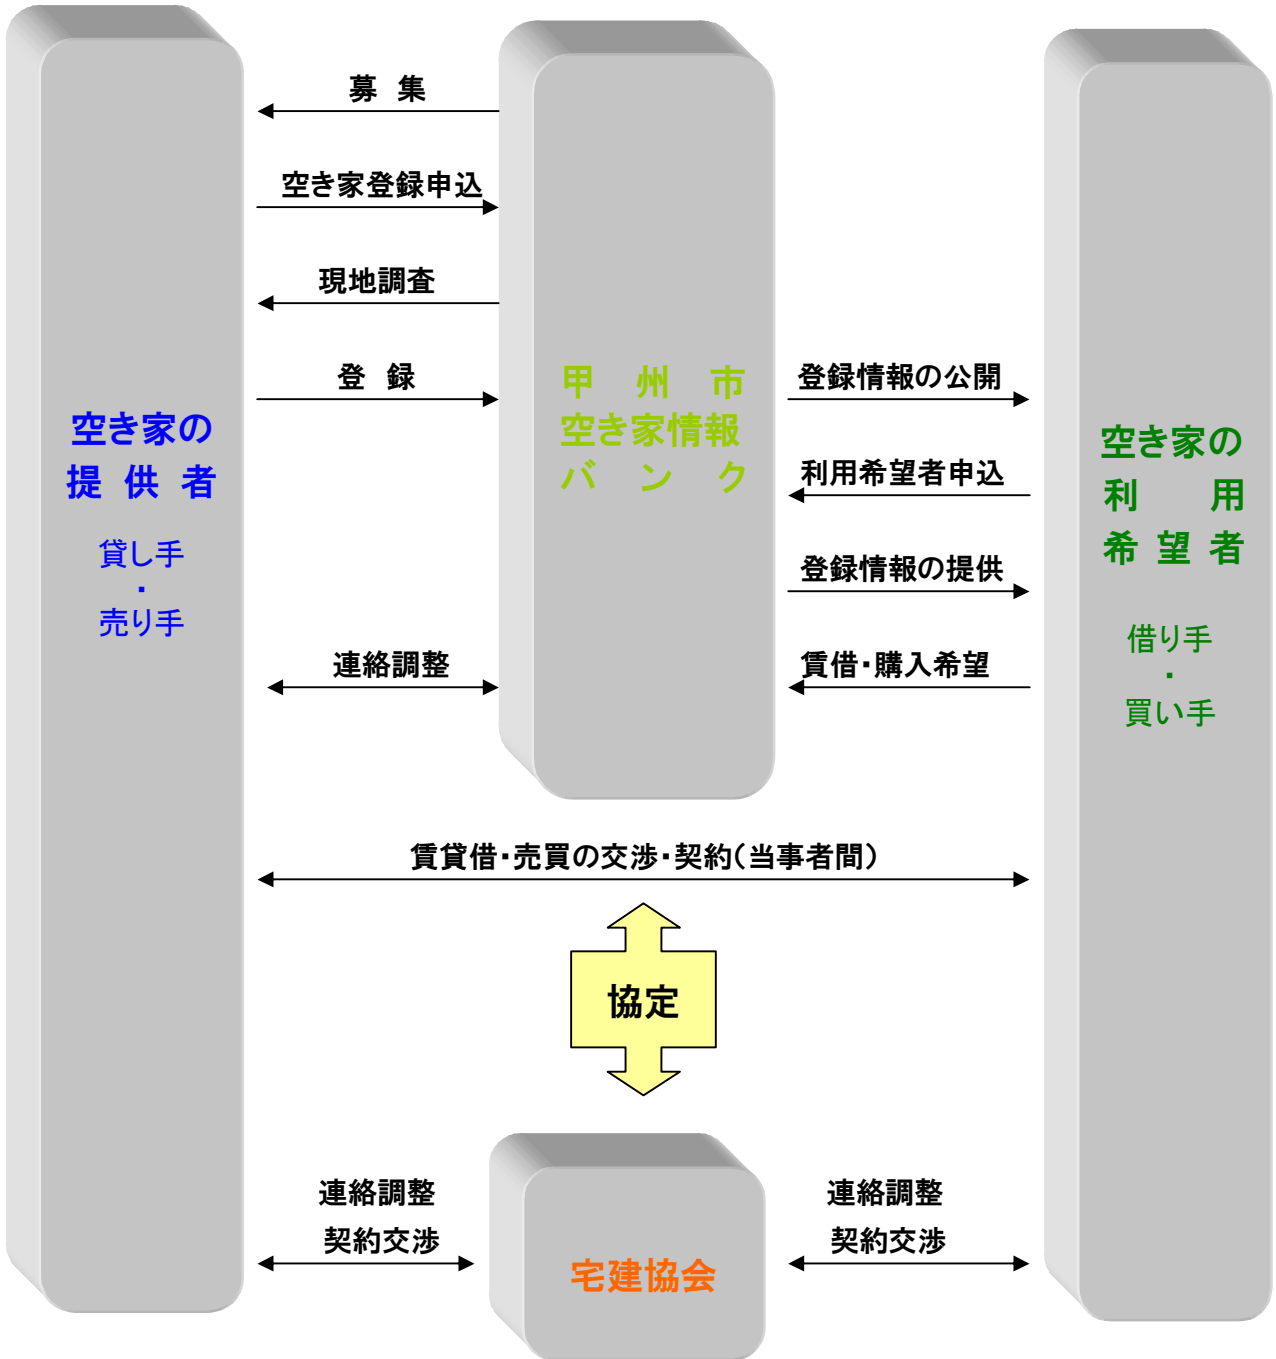 募 集
空き家登録申込
現地調査
登 録
連絡調整
空き家の
提 供 者
貸し手
・
売り手
甲 州 市
空き家情報
バ ン ク
登録情報の公開
利用希望者申込
登録情報の提供
賃借・購入希望
空き家の
利 用
希 望 者
借り手
・
買い手
賃貸借・売買の交渉・契約（当事者間）
協定
連絡調整
契約交渉
宅建協会
連絡調整
契約交渉